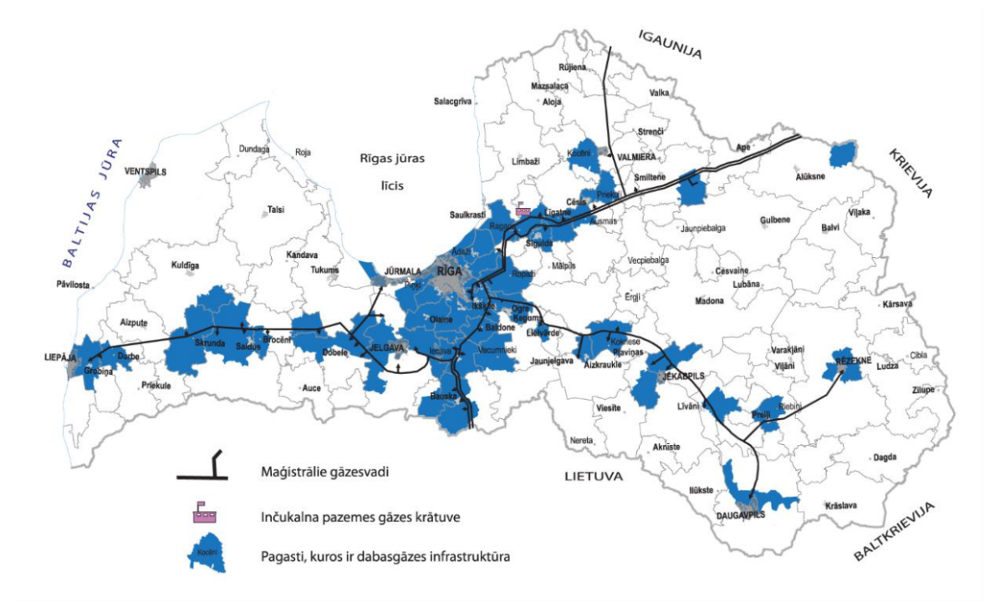 IGAUNIJA
Rūjiena
Mazsalaca
Aloja
Salacgrīva
Valka
Strenči
Kocēni
VALMIERA
Limbaži
Smiltene
Ape
Alūksne
KRIEVIJA
BALTIJAS JŪRA
Dundaga
Roja
Rīgas jūras
līcis
VENTSPILS
Talsi
Saulkrasti
Priekuļi
Cēsis
Līgatne
Raganu
Ausmas
Sigulda
Jaunpiebalga
Gulbene
Balvi
Viļaka
Kuldīga
Kandava
Tukums
JŪRMALA
Ādaži
RĪGA
Ropaži
Mālpils
Vecpiebalga
Cesvaine
Lubāna
Madona
Ērgļi
Kārsava
Pāvilosta
Aizpute
Skrunda
Saldus
Brocēni
Dobele
JELGAVA
Olaine
Iecava
Ikšķile
Ogre
Ķegums
Lielvārde
Baldone
Vecumnieki
Jaunjelgava
Koknese
Pļaviņas
Aizkraukle
JĒKABPILS
Varakļāni
Viļāni
RĒZEKNE
Ludza
Cibla
Zilupe
LIEPĀJA
Durbe
Grobiņa
Priekule
Auce
Bauska
Viesīte
Līvāni
Preiļi
Riebiņi
Nereta
Aknīste
LIETUVA
Ilūkste
DAUGAVPILS
Krāslava
Dagda
BALTKRIEVIJA
Maģistrālie gāzesvadi
Inčukalna pazemes gāzes krātuve
Kocēni
Pagasti, kuros ir dabasgāzes infrastruktūra